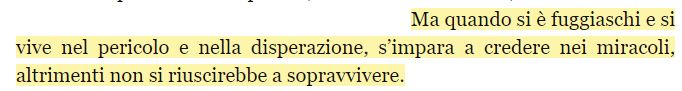 Ma quando si è fuggiaschi e si
vive nel pericolo e nella disperazione, s'impara a credere nei miracoli,
altrimenti non si riuscirebbe a sopravvivere.